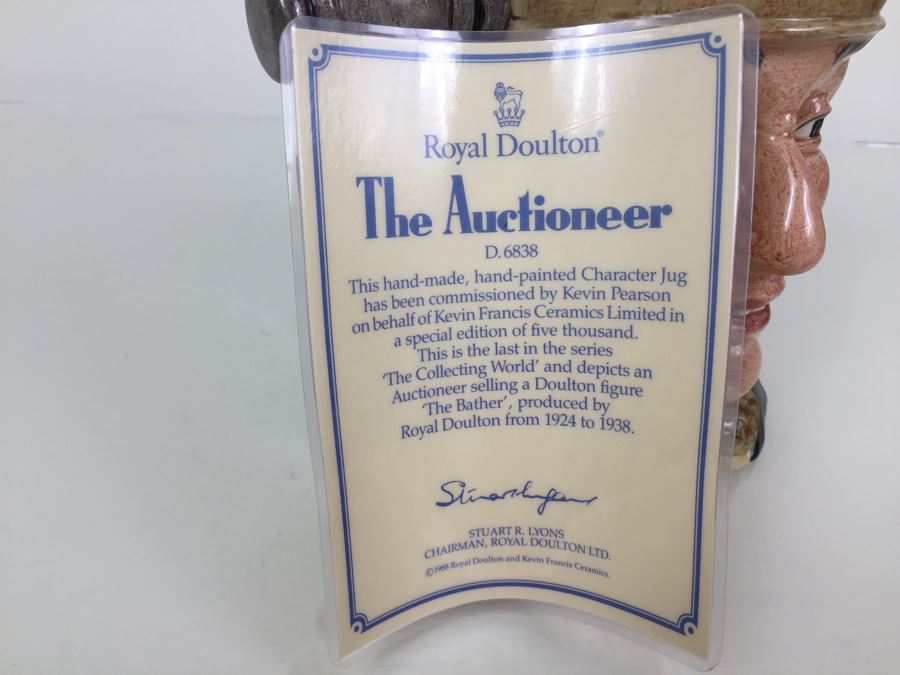 Royal Doulton®
The Auctioneer
D. 6838
This hand-made, hand-painted Character Jug
has been commissioned by Kevin Pearson
on behalf of Kevin Francis Ceramics Limited in
a special edition of five thousand.
This is the last in the series
'The Collecting World' and depicts an
Auctioneer selling a Doulton figure
'The Bather', produced by
Royal Doulton from 1924 to 1938.
STUART R. LYONS
CHAIRMAN, ROYAL DOULTON LTD.
©1988 Royal Doulton and Kevin Francis Ceramics.